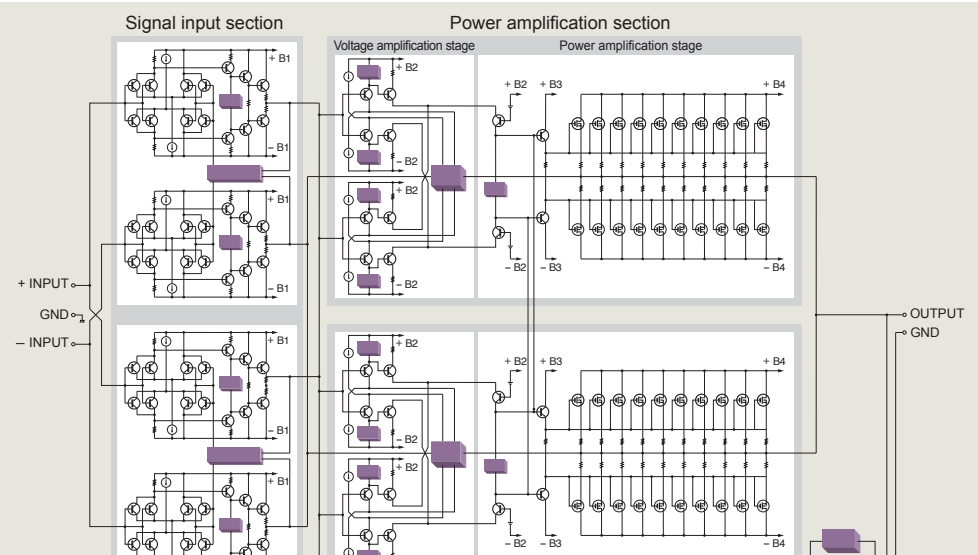 Signal input section
Power amplification section
Voltage amplification stage
Power amplification stage
+ B1
+ B2
+ B2
+ B3
+ B4
− B1
− B2
+ B1
+ B2
− B1
− B2
− B2
− B3
− B4
+ INPUT
GND
− INPUT
OUTPUT
GND
+ B1
+ B2
+ B2
+ B3
+ B4
− B1
− B2
+ B1
+ B2
− B2
− B3
− B4